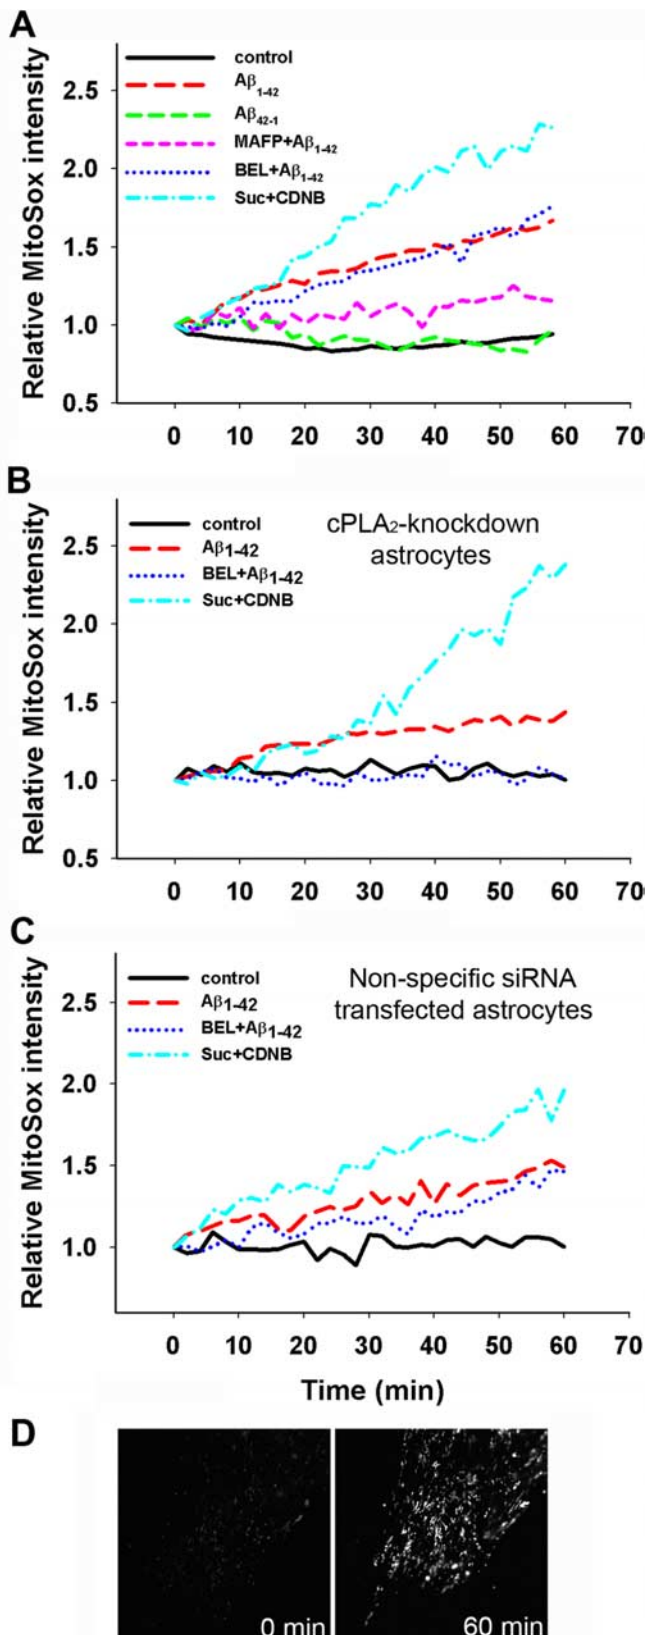 A
Relative MitoSox intensity
2.5
2.0
1.5
1.0
0.5
control
Aβ1-42
Aβ42-1
MAFP+Aβ1-42
BEL+Aβ1-42
Suc+CDNB
0 10 20 30 40 50 60 70
B
Relative MitoSox intensity
2.5
2.0
1.5
1.0
0.5
control
Aβ1-42
BEL+Aβ1-42
Suc+CDNB
cPLA2-knockdown
astrocytes
0 10 20 30 40 50 60 70
C
Relative MitoSox intensity
2.5
2.0
1.5
1.0
control
Aβ1-42
BEL+Aβ1-42
Suc+CDNB
Non-specific siRNA
transfected astrocytes
0 10 20 30 40 50 60 70
Time (min)
D
0 min
60 min